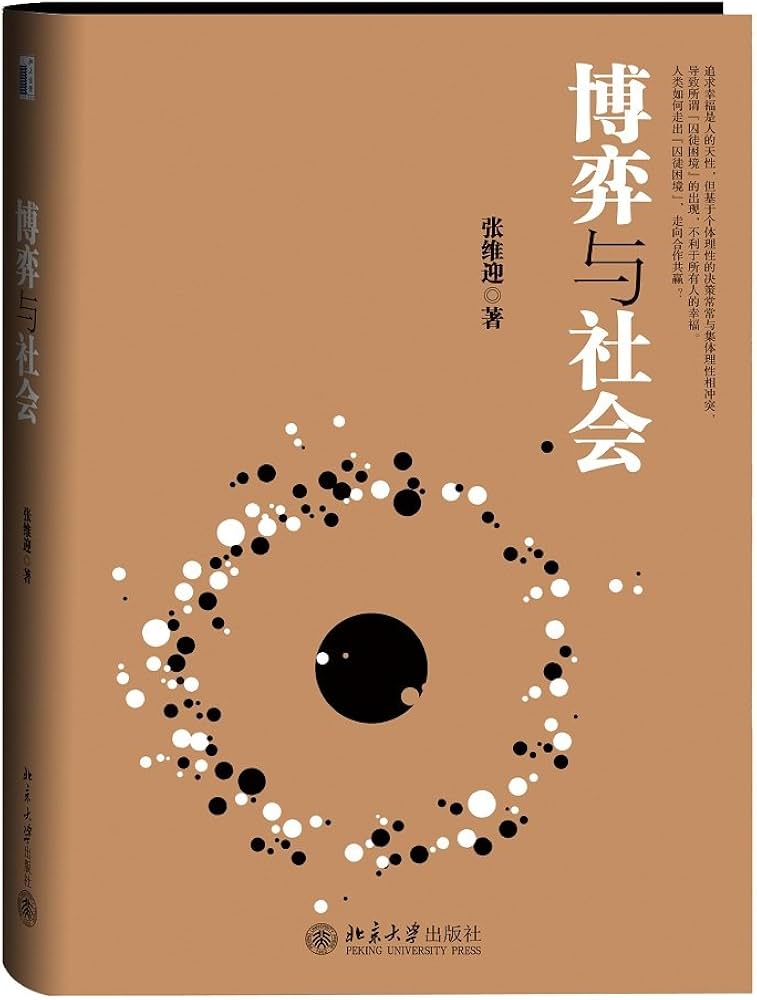 追求幸福是人的天性,但基于个体理性的决策常常与集体理性相冲突,
导致所谓「囚徒困境」的出现,不利于所有人的幸福。
人类如何走出「囚徒困境」,走向合作共赢?
博弈与社会
张维迎◎著
北京大学出版社
PEKING UNIVERSITY PRESS
博弈与社会
张维迎◎著
北京大学出版社